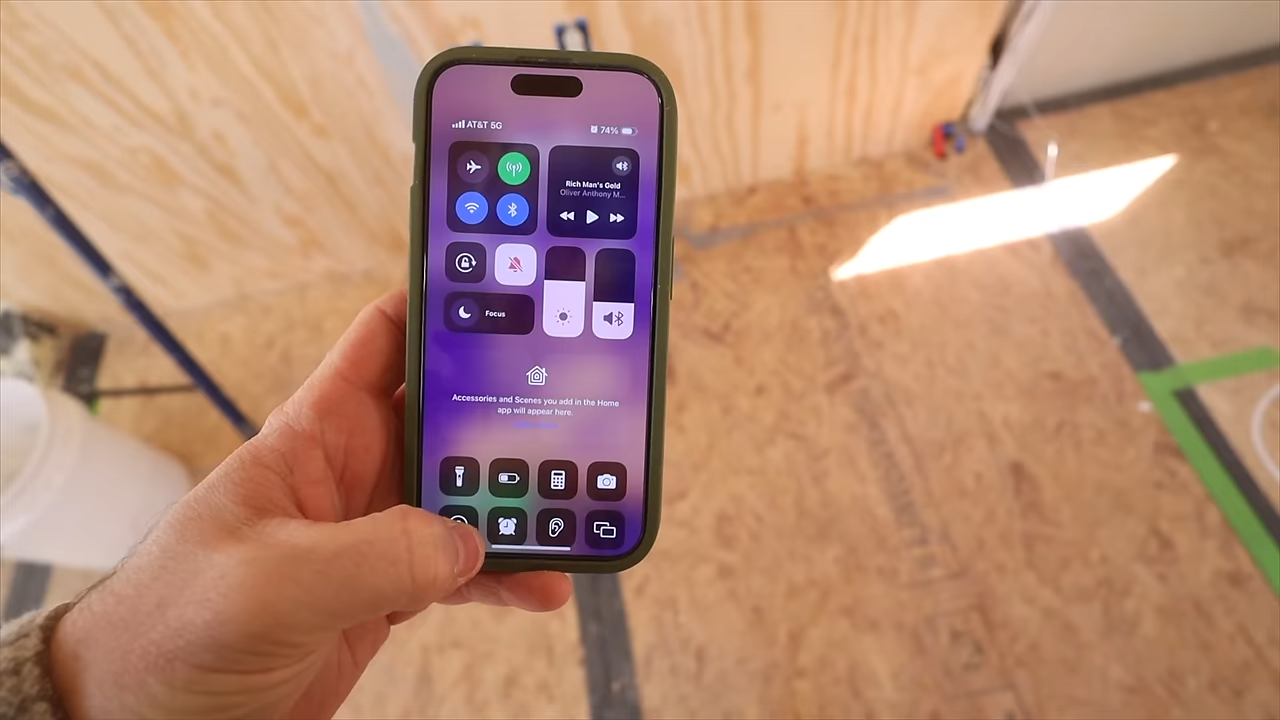 AT&T 5G
74%
Rich Man's Gold
Oliver Anthony M...
Focus
Accessories and Scenes you add in the Home
app will appear here.